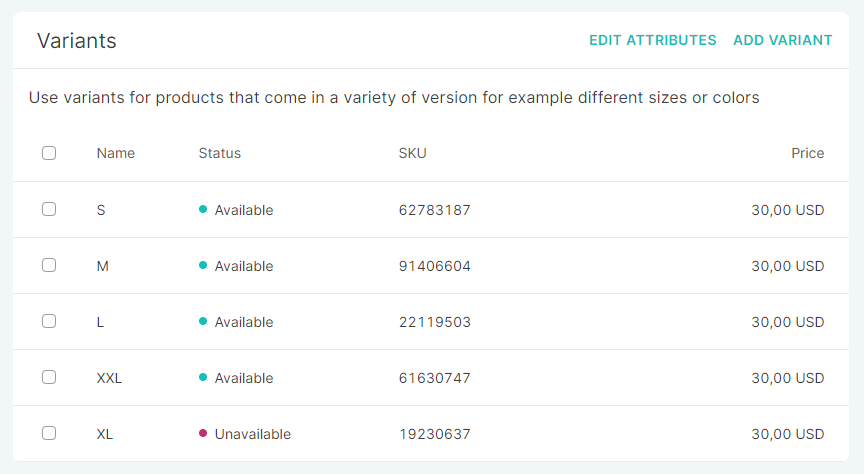 Variants EDIT ATTRIBUTES ADD VARIANT
Use variants for products that come in a variety of version for example different sizes or colors
Name Status SKU Price
S Available 62783187 30,00 USD
M Available 91406604 30,00 USD
L Available 22119503 30,00 USD
XXL Available 61630747 30,00 USD
XL Unavailable 19230637 30,00 USD